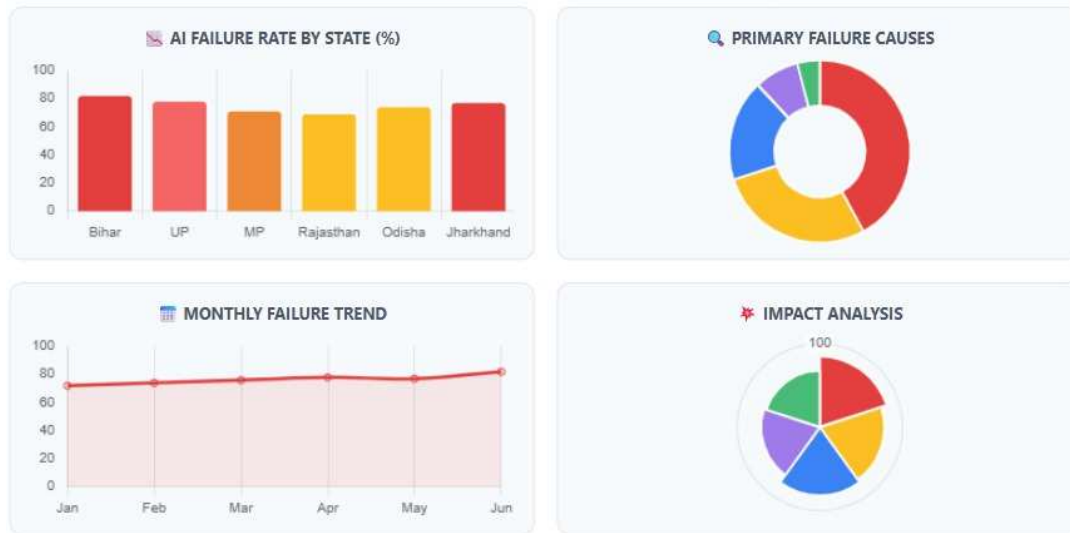 AI FAILURE RATE BY STATE (%)
100
80
60
40
20
0
Bihar UP MP Rajasthan Odisha Jharkhand
PRIMARY FAILURE CAUSES
MONTHLY FAILURE TREND
100
80
60
40
20
0
Jan Feb Mar Apr May Jun
IMPACT ANALYSIS
100